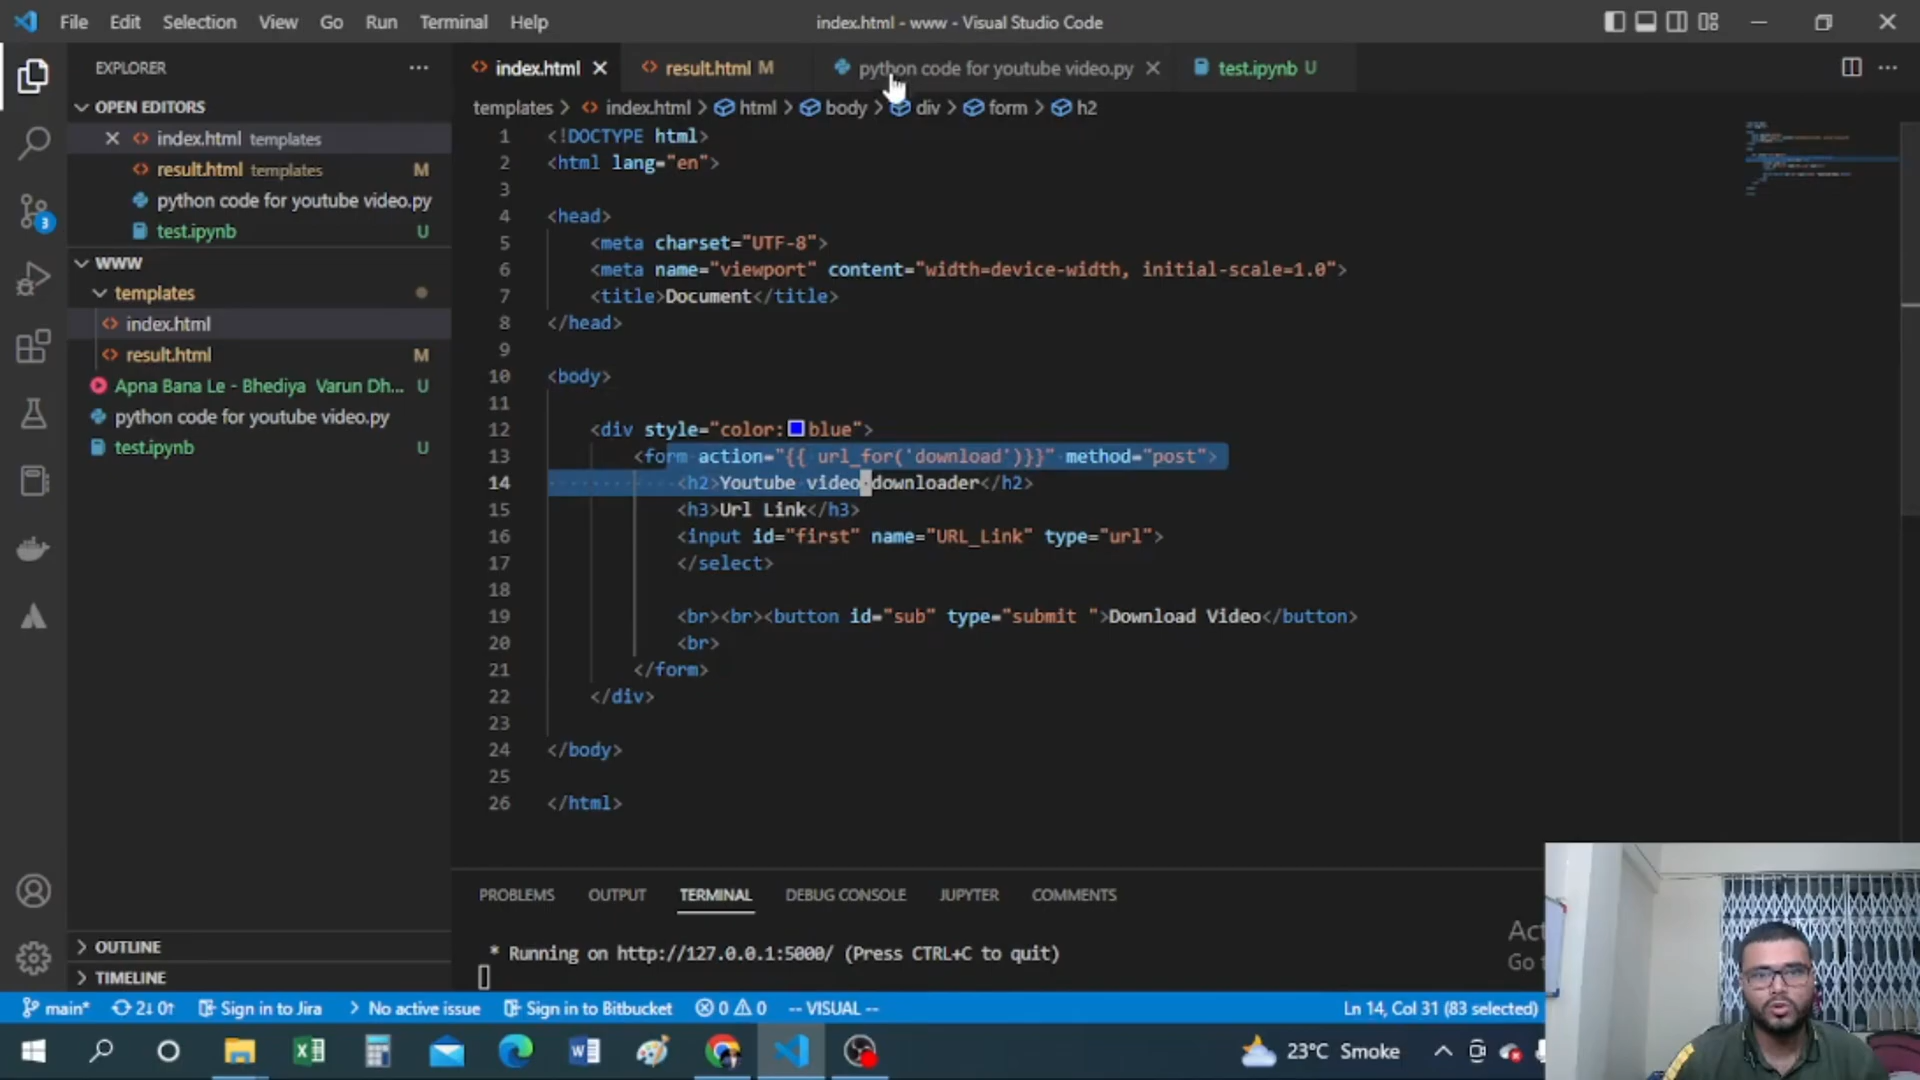 File Edit Selection View Go Run Terminal Help
index.html - www - Visual Studio Code
EXPLORER
OPEN EDITORS
index.html templates
result.html templates M
python code for youtube video.py
test.ipynb U
WWW
templates
index.html
result.html M
Apna Bana Le - Bhediya Varun Dh... U
python code for youtube video.py
test.ipynb U
OUTLINE
TIMELINE
index.html result.html M python code for youtube video.py test.ipynb U
templates > index.html > html > body > div > form > h2
1 <!DOCTYPE html>
2 <html lang="en">
3
4 <head>
5 <meta charset="UTF-8">
6 <meta name="viewport" content="width=device-width, initial-scale=1.0">
7 <title>Document</title>
8 </head>
9
10 <body>
11
12 <div style="color:blue">
13 <form action="{{ url_for('download')}}" method="post">
14 <h2>Youtube video downloader</h2>
15 <h3>Url Link</h3>
16 <input id="first" name="URL_Link" type="url">
17 </select>
18
19 <br><br><button id="sub" type="submit ">Download Video</button>
20 <br>
21 </form>
22 </div>
23
24 </body>
25
26 </html>
PROBLEMS OUTPUT TERMINAL DEBUG CONSOLE JUPYTER COMMENTS
* Running on http://127.0.0.1:5000/ (Press CTRL+C to quit)
Go t
3
main* 2↓ 0↑ Sign in to Jira No active issue Sign in to Bitbucket 0 0 -- VISUAL -- Ln 14, Col 31 (83 selected)
23°C Smoke